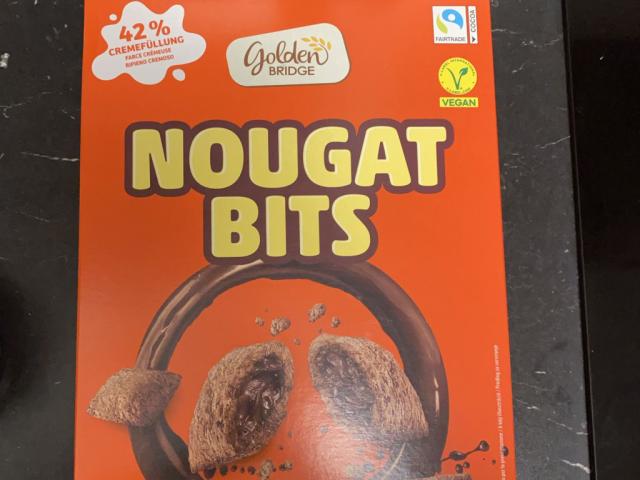 42%
CREMEFÜLLUNG
FARCE CRÉMEUSE
RIPIENO CREMOSO
Golden
BRIDGE
FAIRTRADE
COCOA
VEGAN
NOUGAT
BITS